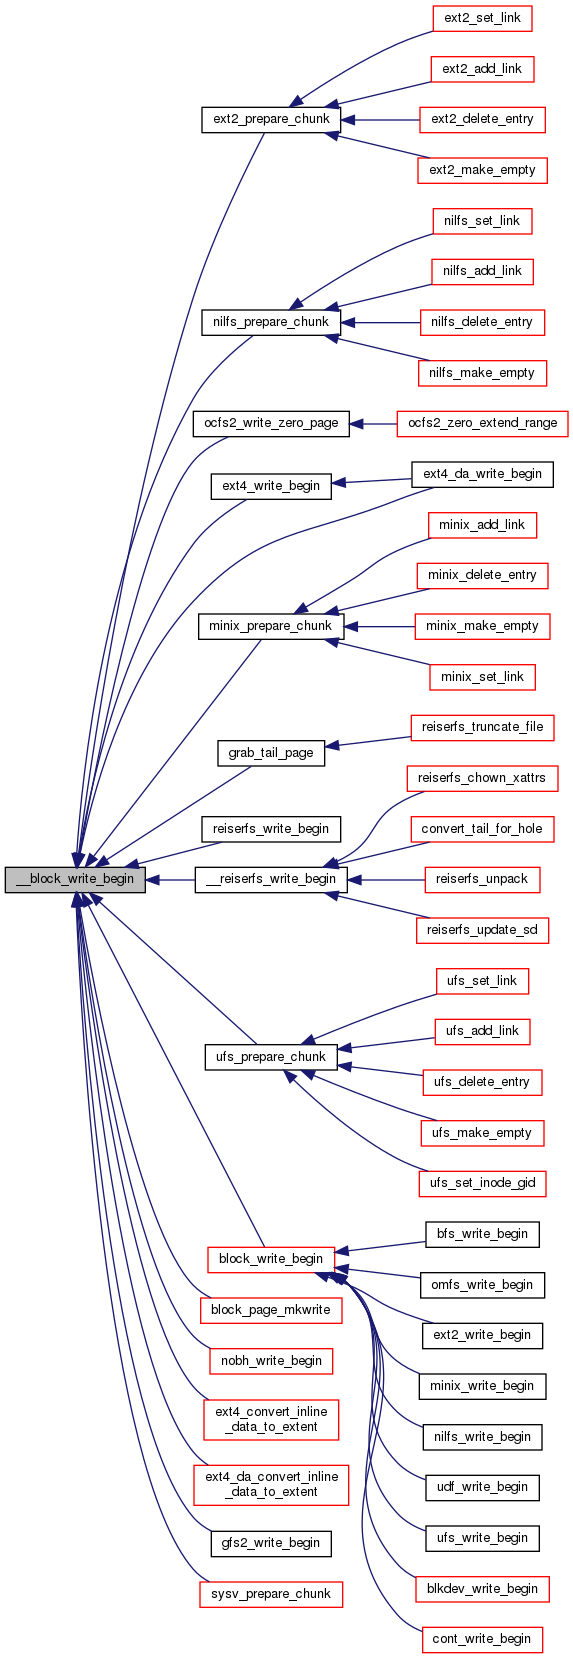 ext2_set_link
ext2_add_link
ext2_prepare_chunk
ext2_delete_entry
ext2_make_empty
nilfs_set_link
nilfs_add_link
nilfs_prepare_chunk
nilfs_delete_entry
nilfs_make_empty
ocfs2_write_zero_page
ocfs2_zero_extend_range
ext4_write_begin
ext4_da_write_begin
minix_add_link
minix_delete_entry
minix_prepare_chunk
minix_make_empty
minix_set_link
grab_tail_page
reiserfs_truncate_file
reiserfs_chown_xattrs
reiserfs_write_begin
convert_tail_for_hole
__block_write_begin
__reiserfs_write_begin
reiserfs_unpack
reiserfs_update_sd
ufs_set_link
ufs_add_link
ufs_prepare_chunk
ufs_delete_entry
ufs_make_empty
ufs_set_inode_gid
bfs_write_begin
block_write_begin
omfs_write_begin
block_page_mkwrite
ext2_write_begin
nobh_write_begin
minix_write_begin
ext4_convert_inline
_data_to_extent
nilfs_write_begin
ext4_da_convert_inline
_data_to_extent
udf_write_begin
gfs2_write_begin
ufs_write_begin
sysv_prepare_chunk
blkdev_write_begin
cont_write_begin